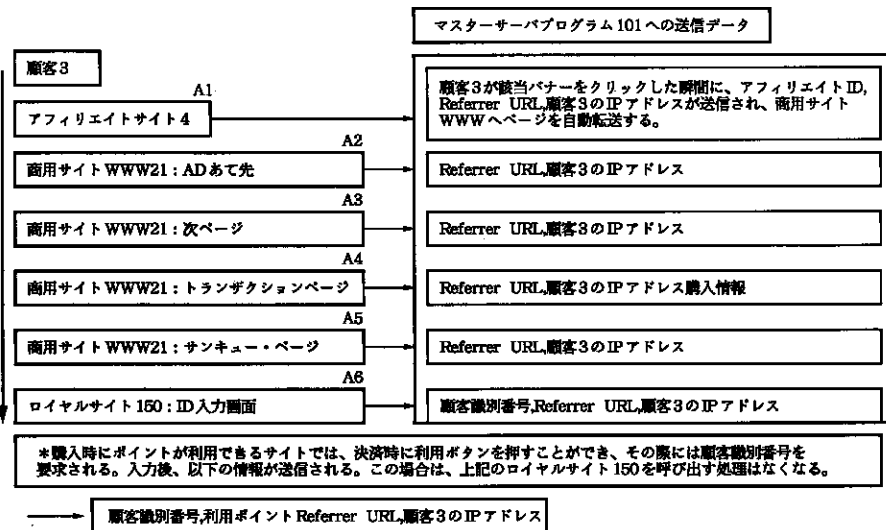 マスターサーバプログラム101への送信データ
顧客3
A1
アフィリエイトサイト4
顧客3が該当バナーをクリックした瞬間に、アフィリエイトID,
Referrer URL,顧客3のIPアドレスが送信され、商用サイト
WWWへページを自動転送する。
A2
商用サイトWWW21:ADあて先
Referrer URL,顧客3のIPアドレス
A3
商用サイトWWW21:次ページ
Referrer URL,顧客3のIPアドレス
A4
商用サイトWWW21:トランザクションページ
Referrer URL,顧客3のIPアドレス購入情報
A5
商用サイトWWW21:サンキュー・ページ
Referrer URL,顧客3のIPアドレス
A6
ロイヤルサイト150:ID入力画面
顧客識別番号,Referrer URL,顧客3のIPアドレス
*購入時にポイントが利用できるサイトでは、決済時に利用ボタンを押すことができ、その際には顧客識別番号を
要求される。入力後、以下の情報が送信される。この場合は、上記のロイヤルサイト150を呼び出す処理はなくなる。
顧客識別番号,利用ポイントReferrer URL,顧客3のIPアドレス